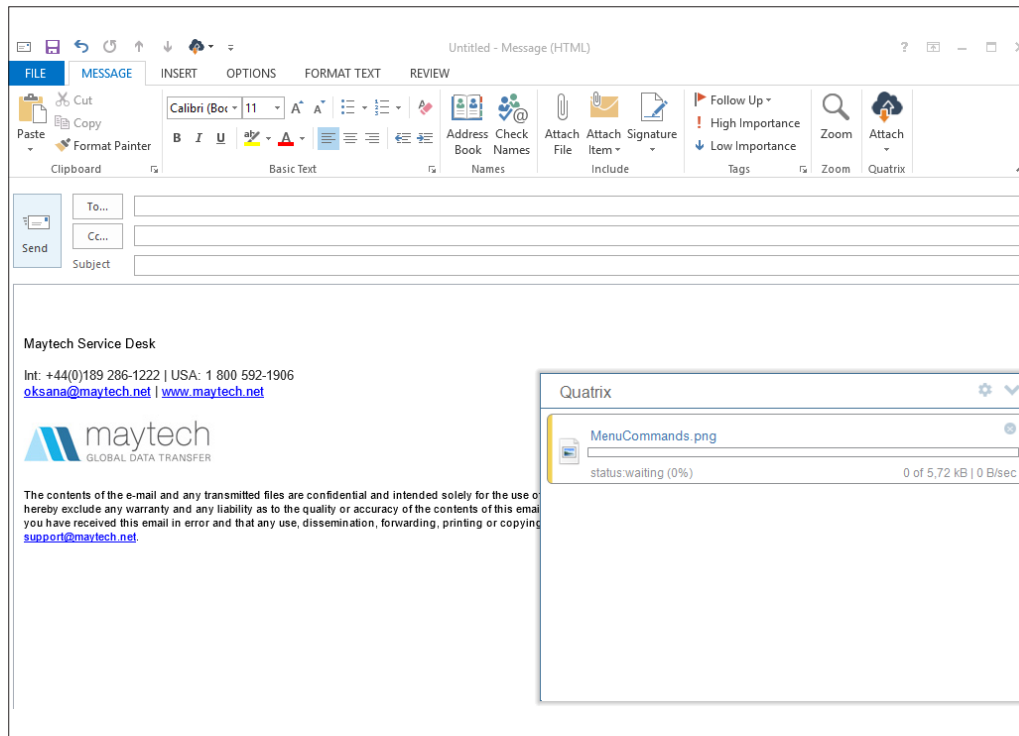 Untitled - Message (HTML)
?
FILE MESSAGE INSERT OPTIONS FORMAT TEXT REVIEW
Paste
Cut
Copy
Format Painter
Clipboard
Calibri (Boc 11
B I U
Basic Text
Address Book
Check Names
Names
Attach File
Attach Item
Signature
Include
Follow Up
High Importance
Low Importance
Tags
Zoom
Zoom
Attach
Quatrix
Send
To...
Cc...
Subject
Maytech Service Desk
Int: +44(0)189 286-1222 | USA: 1 800 592-1906
oksana@maytech.net | www.maytech.net
maytech
GLOBAL DATA TRANSFER
The contents of the e-mail and any transmitted files are confidential and intended solely for the use o
hereby exclude any warranty and any liability as to the quality or accuracy of the contents of this emai
you have received this email in error and that any use, dissemination, forwarding, printing or copying
support@maytech.net.
Quatrix
MenuCommands.png
status:waiting (0%) 0 of 5,72 kB | 0 B/sec